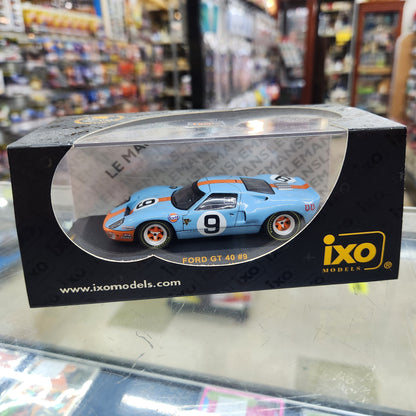 LE MANS
9
FORD GT 40 #9
www.ixomodels.com
ixo
MODELS
®